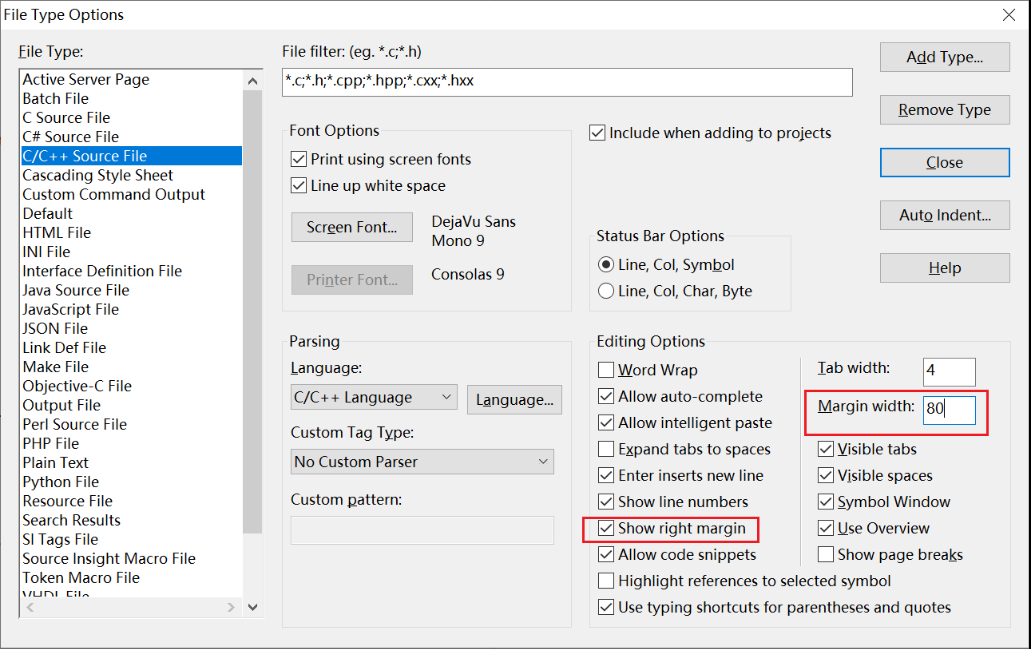 File Type Options
File Type:
Active Server Page
Batch File
C Source File
C# Source File
C/C++ Source File
Cascading Style Sheet
Custom Command Output
Default
HTML File
INI File
Interface Definition File
Java Source File
JavaScript File
JSON File
Link Def File
Make File
Objective-C File
Output File
Perl Source File
PHP File
Plain Text
Python File
Resource File
Search Results
SI Tags File
Source Insight Macro File
Token Macro File
VHDL File
File filter: (eg. *.c;*.h)
*.c;*.h;*.cpp;*.hpp;*.cxx;*.hxx
Font Options
Print using screen fonts
Line up white space
Screen Font...
DejaVu Sans
Mono 9
Printer Font...
Consolas 9
Include when adding to projects
Status Bar Options
Line, Col, Symbol
Line, Col, Char, Byte
Parsing
Language:
C/C++ Language
Language...
Custom Tag Type:
No Custom Parser
Custom pattern:
Editing Options
Word Wrap
Allow auto-complete
Allow intelligent paste
Expand tabs to spaces
Enter inserts new line
Show line numbers
Show right margin
Allow code snippets
Highlight references to selected symbol
Use typing shortcuts for parentheses and quotes
Tab width: 4
Margin width: 80
Visible tabs
Visible spaces
Symbol Window
Use Overview
Show page breaks
Add Type...
Remove Type
Close
Auto Indent...
Help